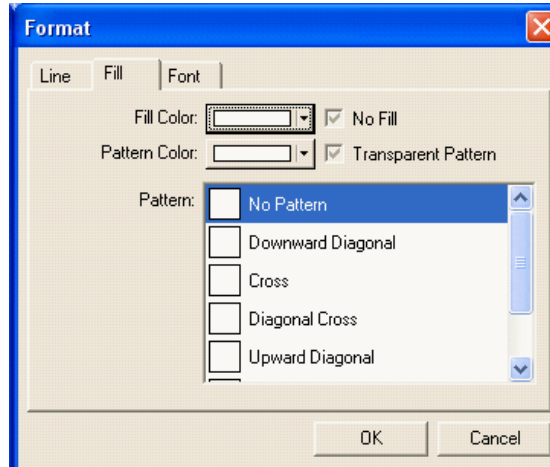 Format
Line Fill Font
Fill Color: No Fill
Pattern Color: Transparent Pattern
Pattern: No Pattern
Downward Diagonal
Cross
Diagonal Cross
Upward Diagonal
OK Cancel